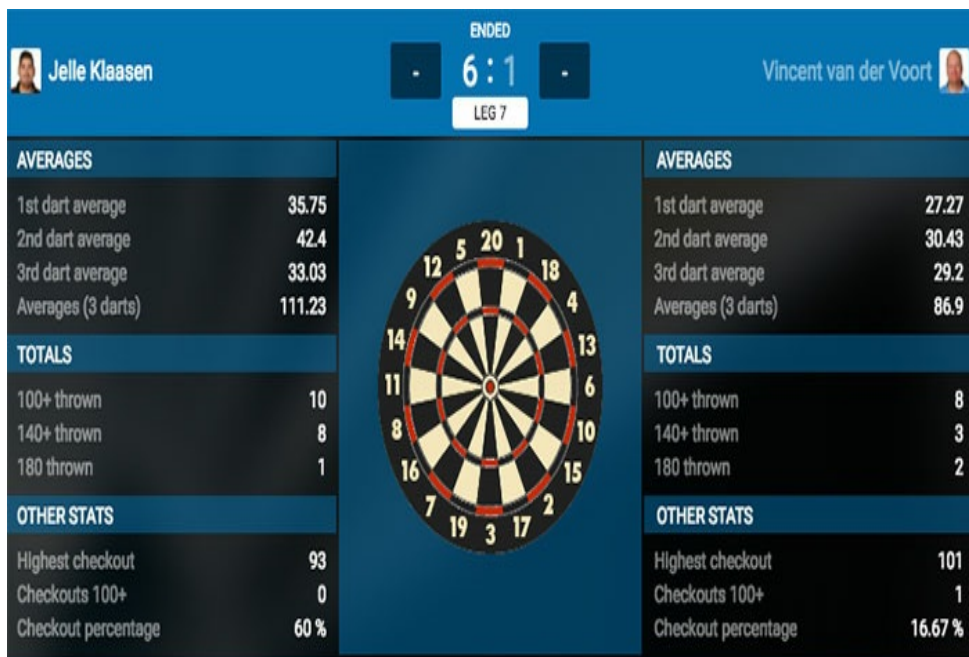 ENDED
Jelle Klaasen
- 6 : 1 -
Vincent van der Voort
LEG 7
AVERAGES
1st dart average 35.75
2nd dart average 42.4
3rd dart average 33.03
Averages (3 darts) 111.23
TOTALS
100+ thrown 10
140+ thrown 8
180 thrown 1
OTHER STATS
Highest checkout 93
Checkouts 100+ 0
Checkout percentage 60 %
20 1 18 4 13 6 10 15 2 17 3 19 7 16 8 11 14 9 12 5
AVERAGES
1st dart average 27.27
2nd dart average 30.43
3rd dart average 29.2
Averages (3 darts) 86.9
TOTALS
100+ thrown 8
140+ thrown 3
180 thrown 2
OTHER STATS
Highest checkout 101
Checkouts 100+ 1
Checkout percentage 16.67 %